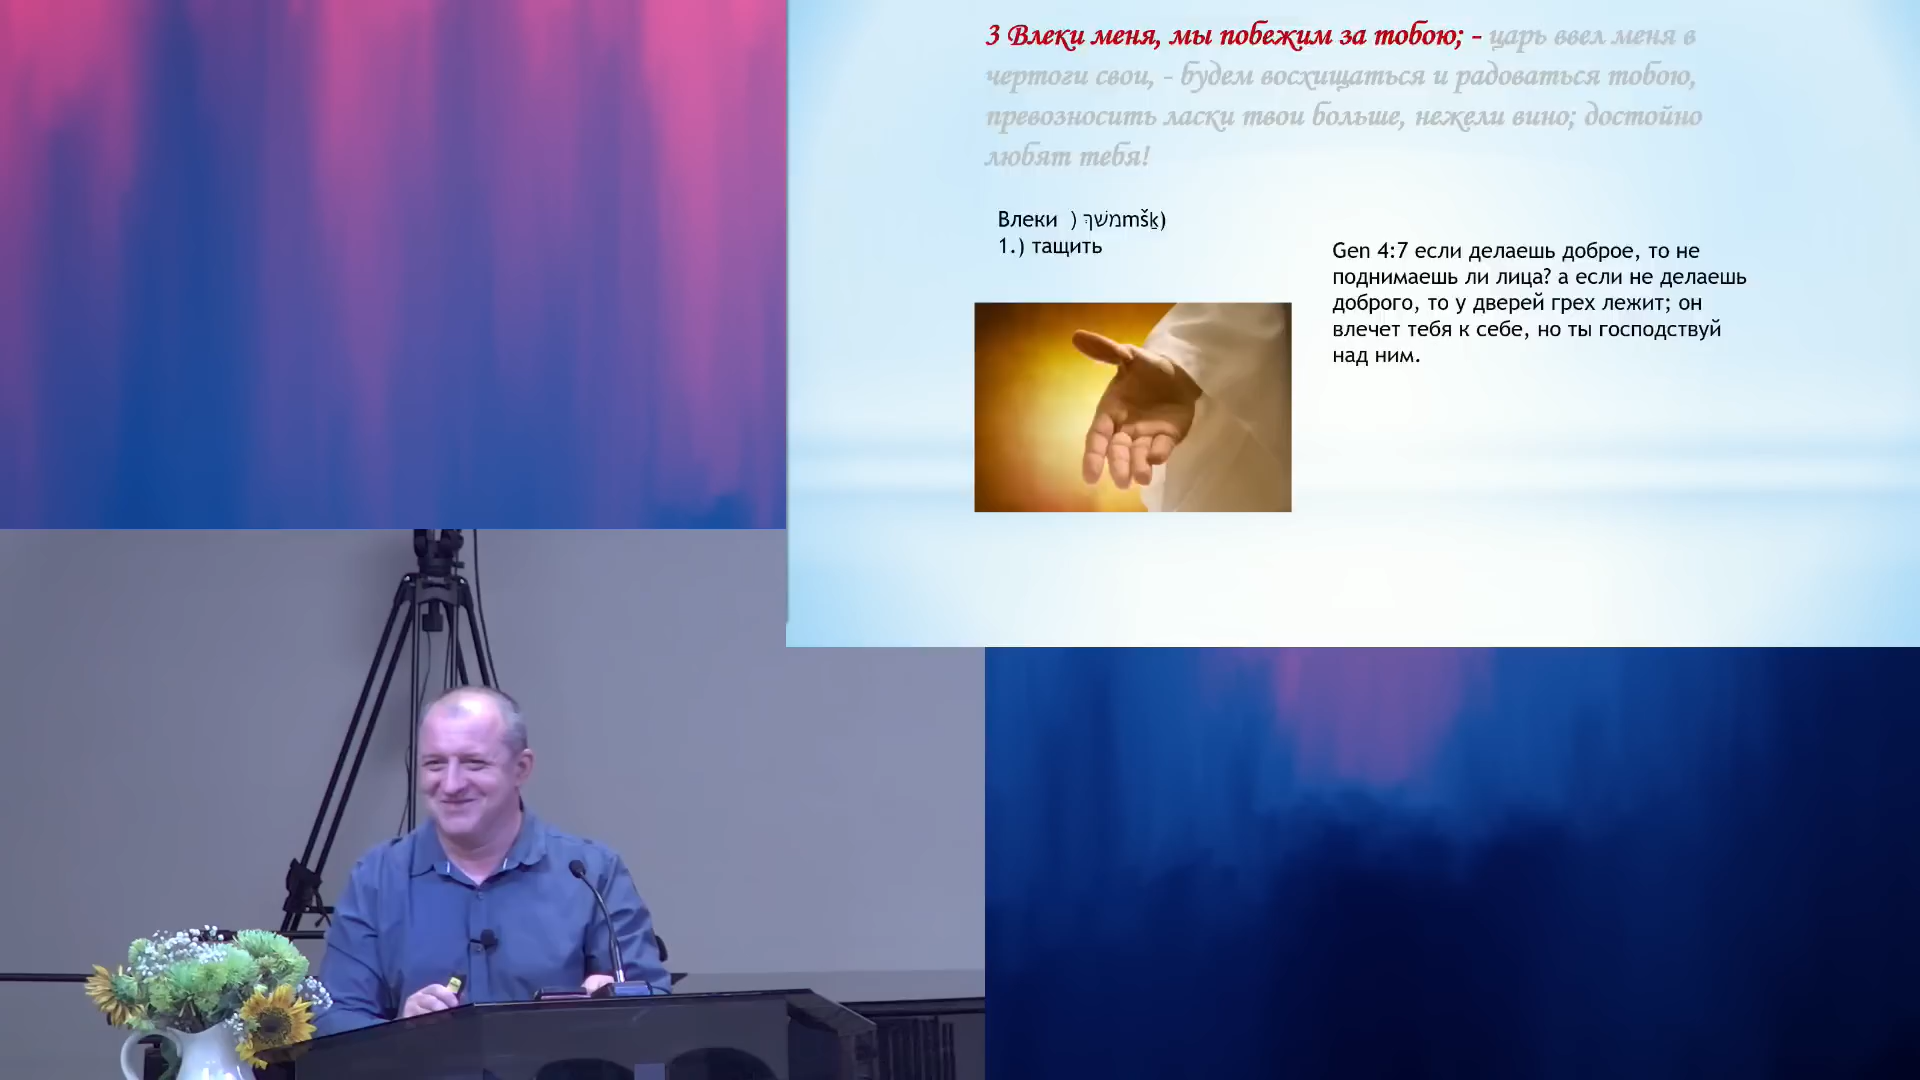 3 Влеки меня, мы побежим за тобою; - царь ввел меня в
чертоги свои, - будем восхищаться и радоваться тобою,
превозносить ласки твои больше, нежели вино; достойно
любят тебя!
Влеки ) מֹשׁךְmšḵ)
1.) тащить
Gen 4:7 если делаешь доброе, то не
поднимаешь ли лица? а если не делаешь
доброго, то у дверей грех лежит; он
влечет тебя к себе, но ты господствуй
над ним.